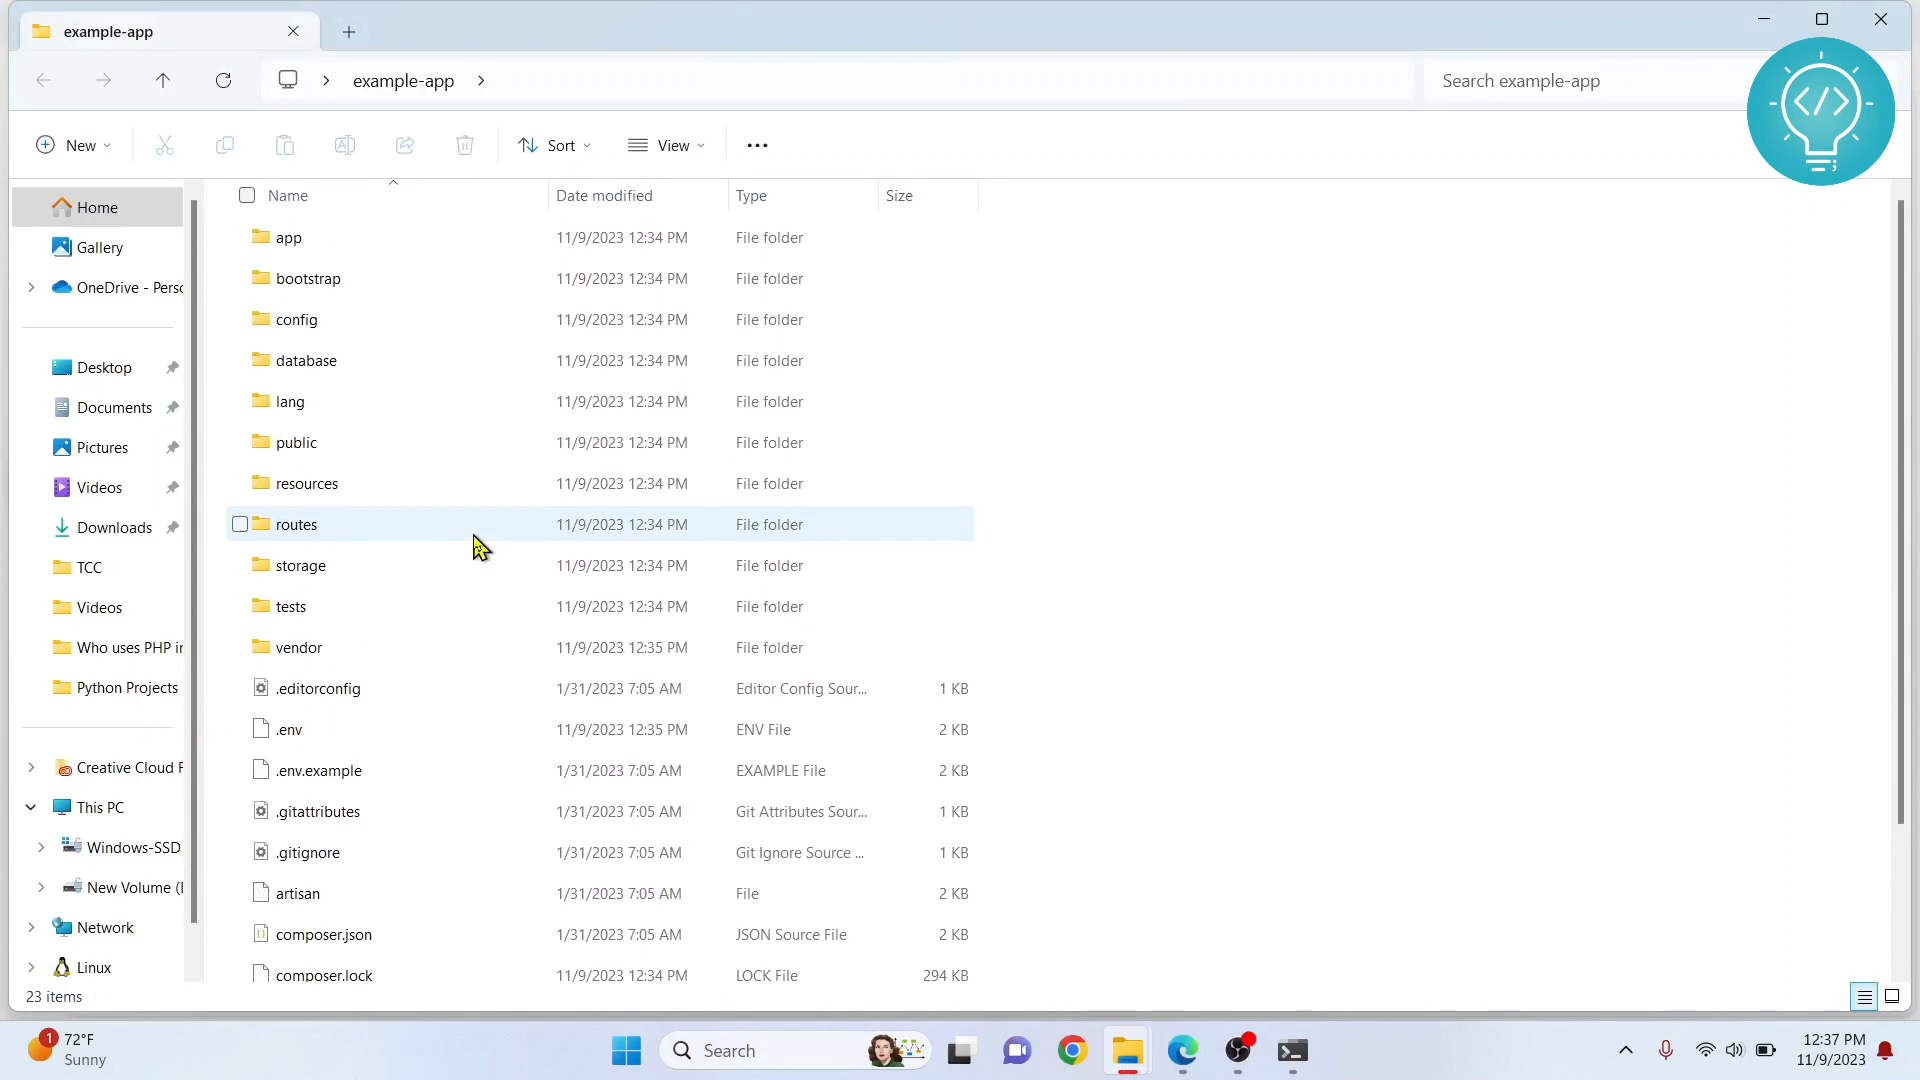 example-app
example-app
Search example-app
</>
New
Sort
View
Name
Date modified
Type
Size
Home
Gallery
OneDrive - Perso
Desktop
Documents
Pictures
Videos
Downloads
TCC
Videos
Who uses PHP in
Python Projects
Creative Cloud F
This PC
Windows-SSD
New Volume (D
Network
Linux
app 11/9/2023 12:34 PM File folder
bootstrap 11/9/2023 12:34 PM File folder
config 11/9/2023 12:34 PM File folder
database 11/9/2023 12:34 PM File folder
lang 11/9/2023 12:34 PM File folder
public 11/9/2023 12:34 PM File folder
resources 11/9/2023 12:34 PM File folder
routes 11/9/2023 12:34 PM File folder
storage 11/9/2023 12:34 PM File folder
tests 11/9/2023 12:34 PM File folder
vendor 11/9/2023 12:35 PM File folder
.editorconfig 1/31/2023 7:05 AM Editor Config Sour... 1 KB
.env 11/9/2023 12:35 PM ENV File 2 KB
.env.example 1/31/2023 7:05 AM EXAMPLE File 2 KB
.gitattributes 1/31/2023 7:05 AM Git Attributes Sour... 1 KB
.gitignore 1/31/2023 7:05 AM Git Ignore Source ... 1 KB
artisan 1/31/2023 7:05 AM File 2 KB
composer.json 1/31/2023 7:05 AM JSON Source File 2 KB
composer.lock 11/9/2023 12:34 PM LOCK File 294 KB
23 items
1
72°F
Sunny
Search
12:37 PM
11/9/2023